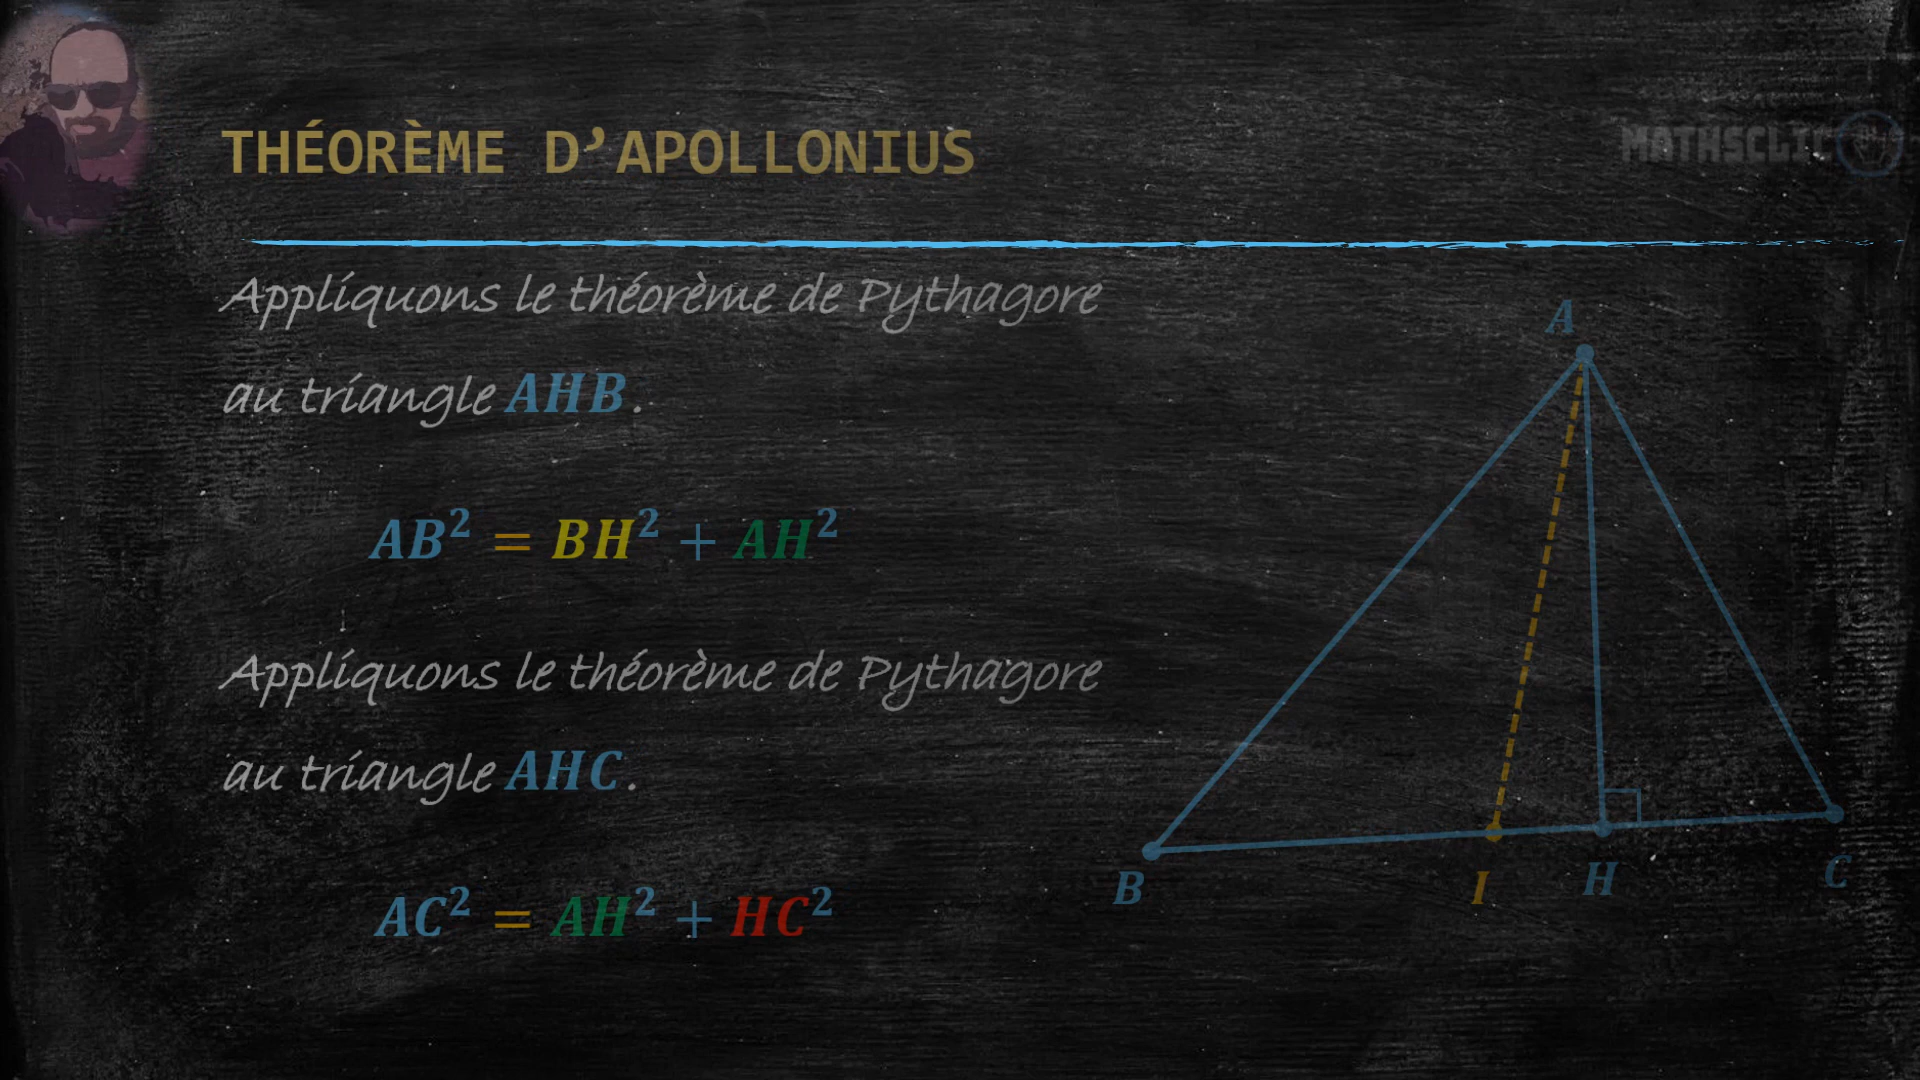 THÉORÈME D’APOLLONIUS
MATHSCLIC
Appliquons le théorème de Pythagore
au triangle AHB.
AB² = BH² + AH²
Appliquons le théorème de Pythagore
au triangle AHC.
AC² = AH² + HC²
A
B
I
H
C